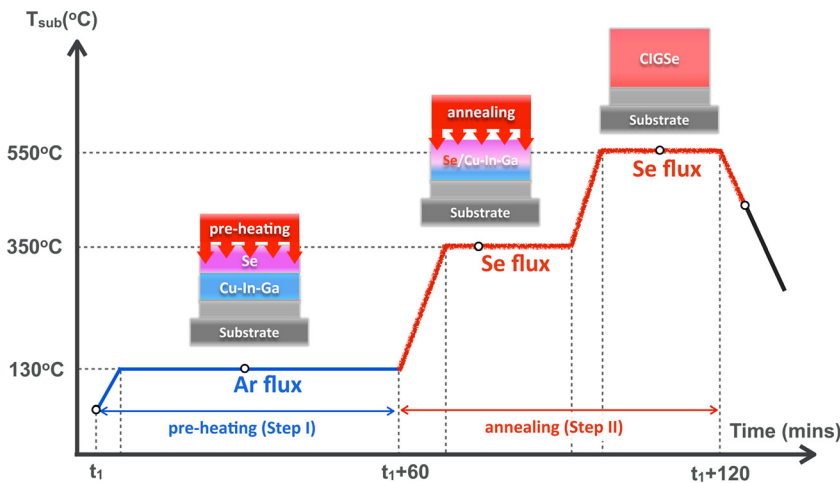 T_sub(°C)
CIGSe
Substrate
annealing
Se/Cu-In-Ga
Substrate
550°C
Se flux
pre-heating
Se
Cu-In-Ga
Substrate
350°C
Se flux
130°C
Ar flux
pre-heating (Step I)
annealing (Step II)
Time (mins)
t₁
t₁+60
t₁+120